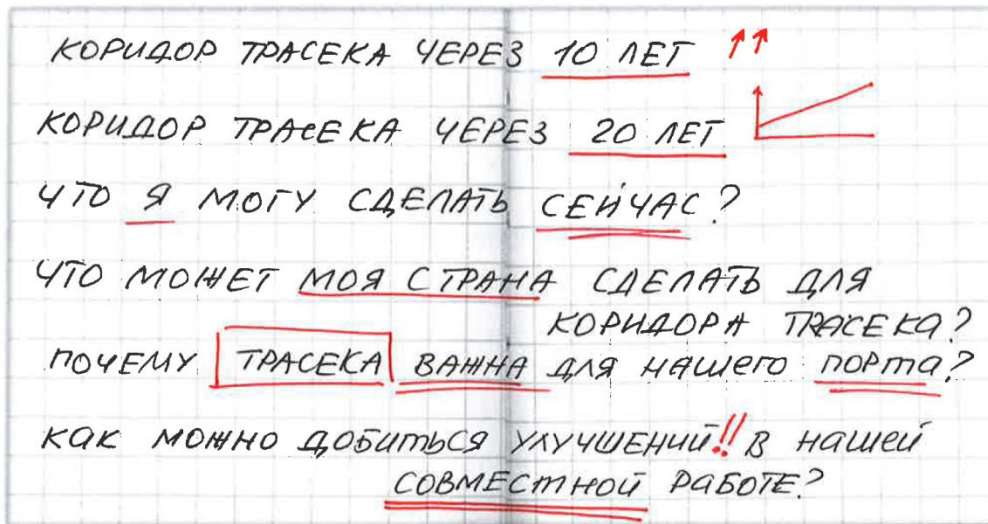 КОРИДОР ТРАСЕКА ЧЕРЕЗ 10 ЛЕТ
КОРИДОР ТРАСЕКА ЧЕРЕЗ 20 ЛЕТ
ЧТО Я МОГУ СДЕЛАТЬ СЕЙЧАС?
ЧТО МОЖЕТ МОЯ СТРАНА СДЕЛАТЬ ДЛЯ
КОРИДОРА ТРАСЕКА?
ПОЧЕМУ ТРАСЕКА ВАЖНА ДЛЯ НАШЕГО ПОРТА?
КАК МОЖНО ДОБИТЬСЯ УЛУЧШЕНИЙ!! В НАШЕЙ
СОВМЕСТНОЙ РАБОТЕ?